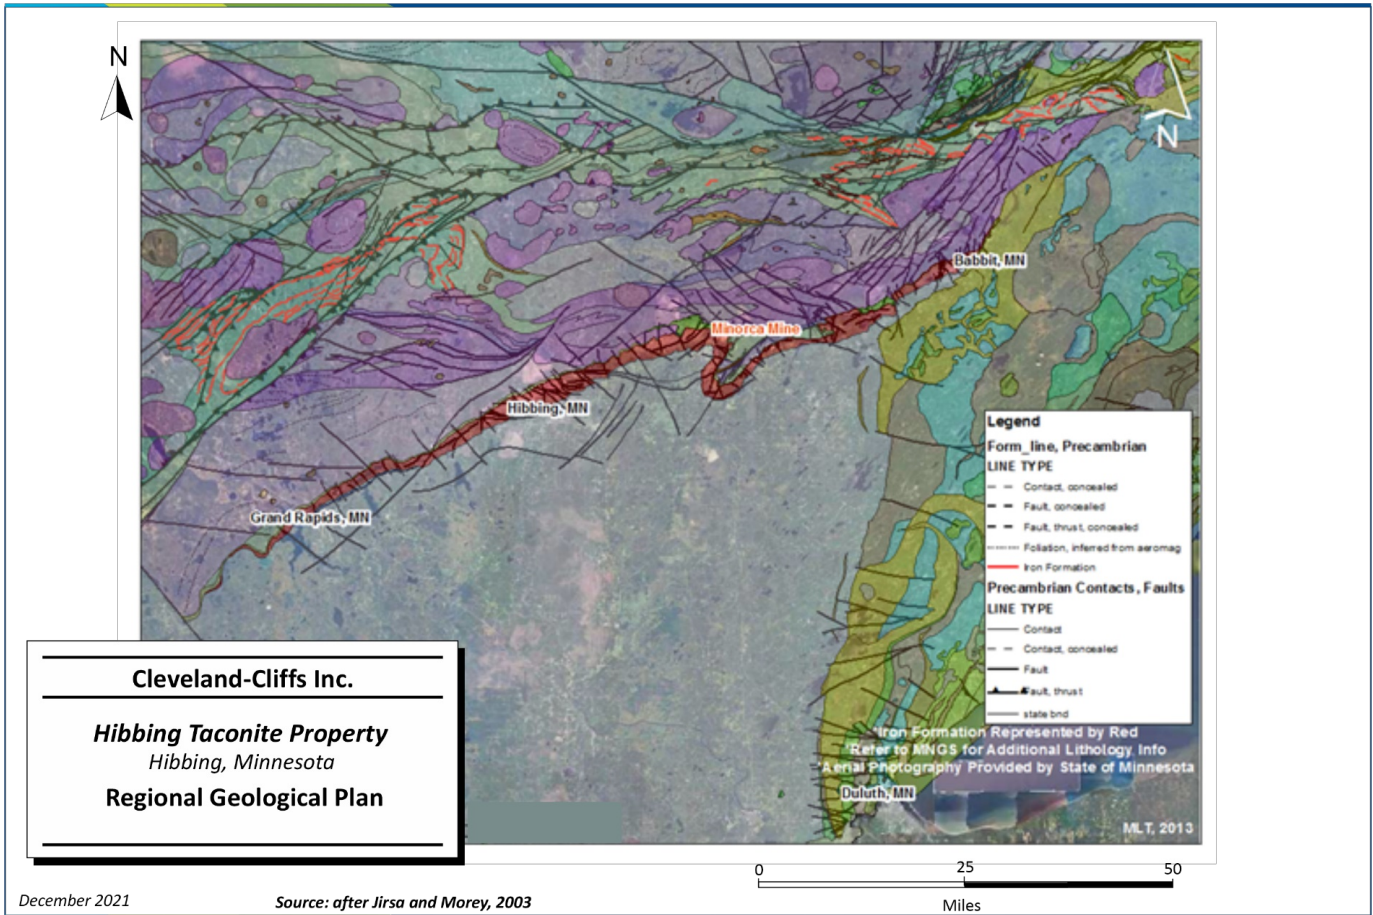 N
N
Babbit, MN
Minorca Mine
Hibbing, MN
Grand Rapids, MN
Legend
Form_line, Precambrian
LINE TYPE
Contact, concealed
Fault, concealed
Fault, thrust, concealed
Foliation, inferred from aeromag
Iron Formation
Precambrian Contacts, Faults
LINE TYPE
Contact
Contact, concealed
Fault
Fault, thrust
state bnd
*Iron Formation Represented by Red
*Refer to MNGS for Additional Lithology Info
*Aerial Photography Provided by State of Minnesota
Duluth, MN
MLT, 2013
Cleveland-Cliffs Inc.
Hibbing Taconite Property
Hibbing, Minnesota
Regional Geological Plan
0 25 50
Miles
December 2021
Source: after Jirsa and Morey, 2003